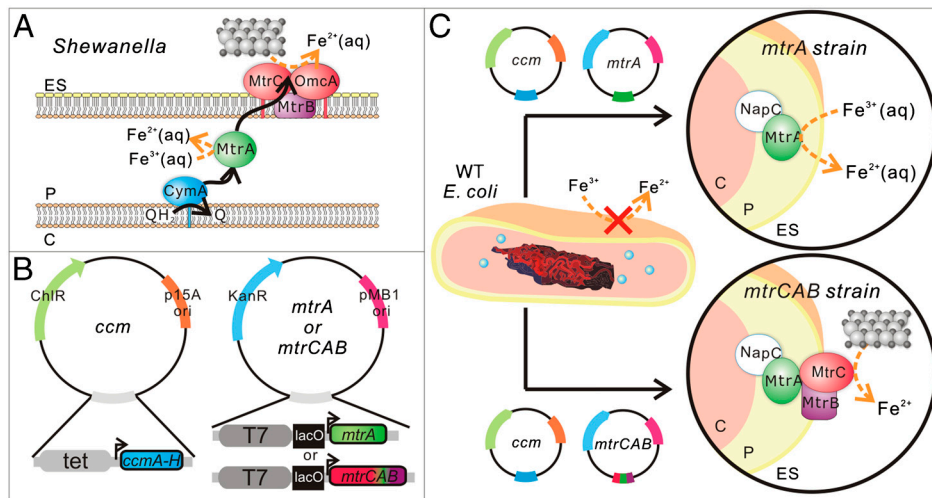 A
Shewanella
Fe²⁺(aq)
MtrC
OmcA
MtrB
ES
Fe²⁺(aq)
Fe³⁺(aq)
MtrA
P
CymA
QH₂
Q
C
B
ChlR
p15A
ori
ccm
tet
ccmA-H
KanR
pMB1
ori
mtrA
or
mtrCAB
T7
lacO
mtrA
or
T7
lacO
mtrCAB
C
ccm
mtrA
WT
E. coli
Fe³⁺
Fe²⁺
ccm
mtrCAB
mtrA strain
NapC
MtrA
Fe³⁺(aq)
Fe²⁺(aq)
C
P
ES
mtrCAB strain
NapC
MtrA
MtrC
MtrB
Fe²⁺
C
P
ES